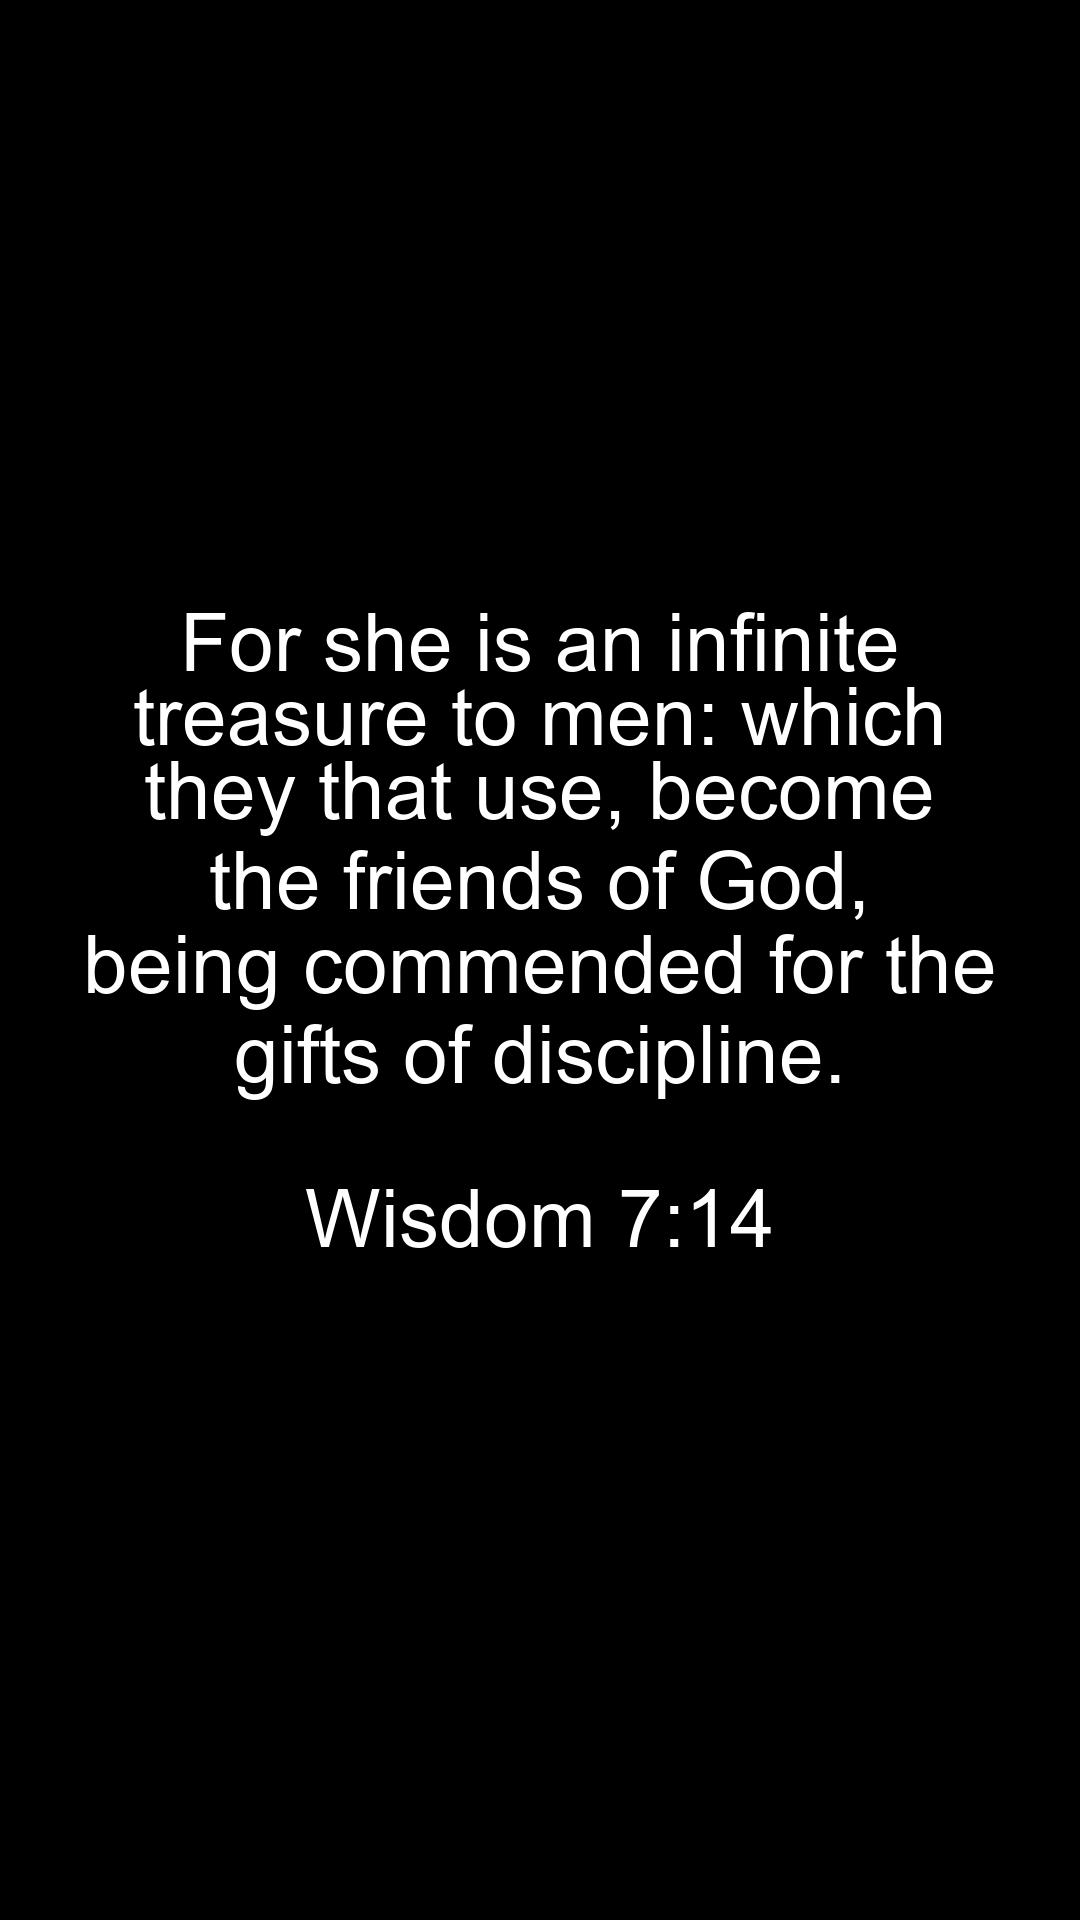 For she is an infinite
treasure to men: which
they that use, become
the friends of God,
being commended for the
gifts of discipline.
Wisdom 7:14